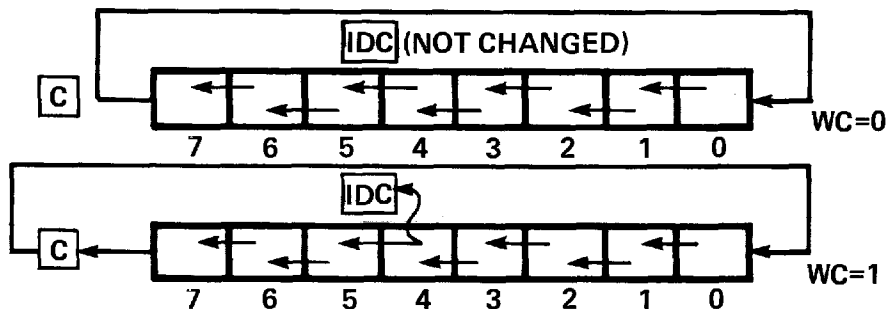 IDC (NOT CHANGED)
C
WC=0
7 6 5 4 3 2 1 0
IDC
C
WC=1
7 6 5 4 3 2 1 0